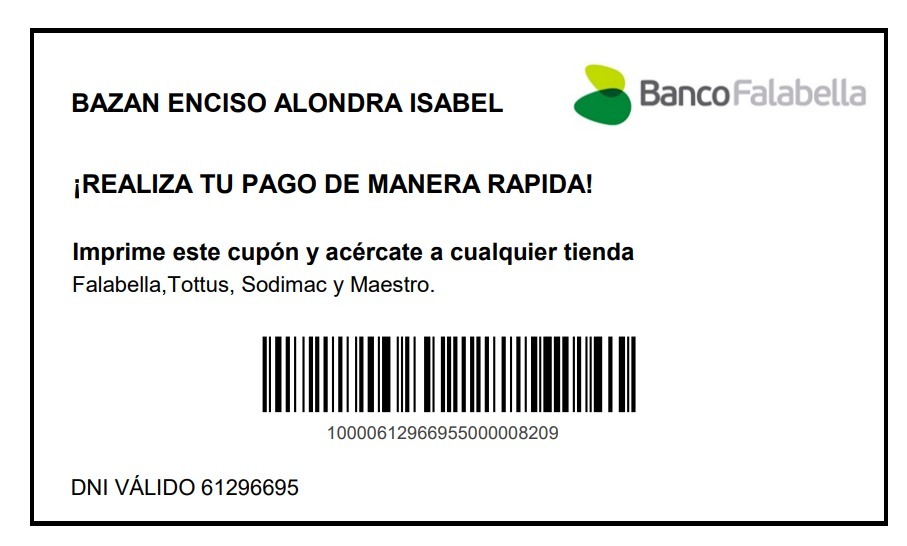 BAZAN ENCISO ALONDRA ISABEL
BancoFalabella
¡REALIZA TU PAGO DE MANERA RAPIDA!
Imprime este cupón y acércate a cualquier tienda
Falabella,Tottus, Sodimac y Maestro.
10000612966955000008209
DNI VÁLIDO 61296695